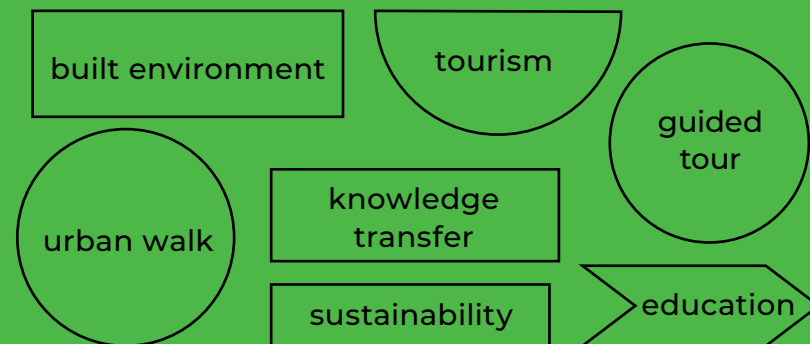 built environment
tourism
guided
tour
urban walk
knowledge
transfer
sustainability
education